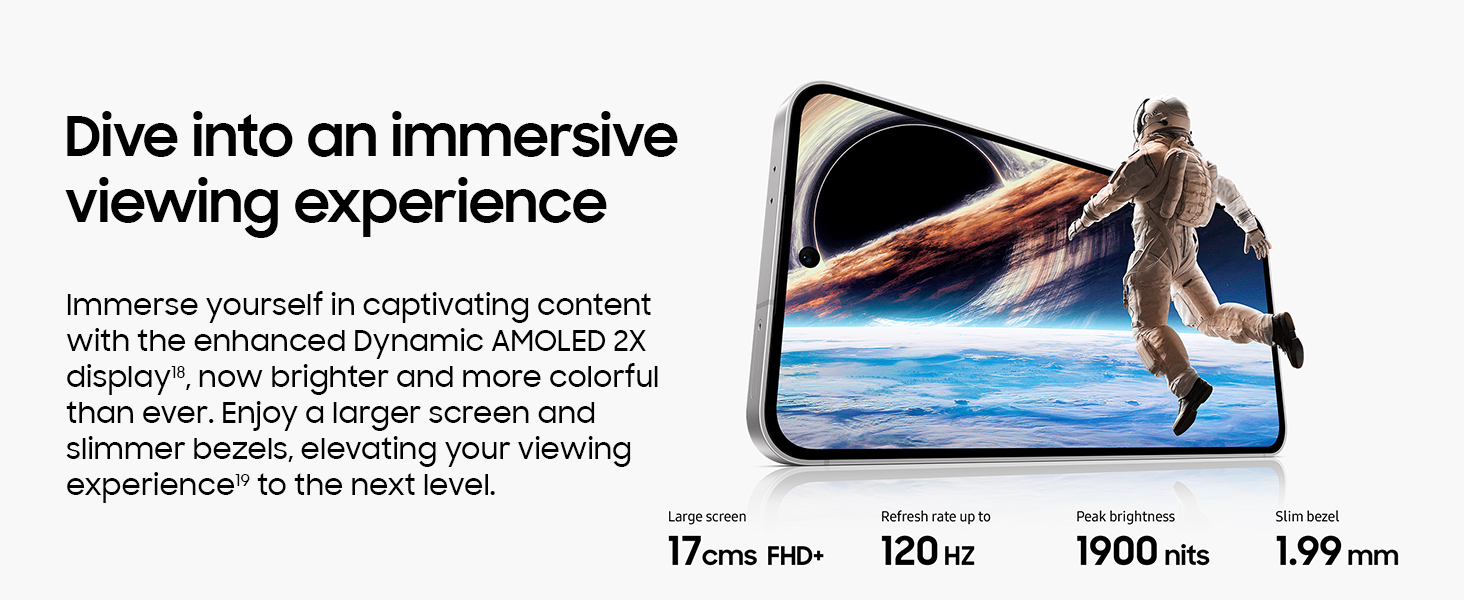 Dive into an immersive
viewing experience
Immerse yourself in captivating content
with the enhanced Dynamic AMOLED 2X
display¹⁸, now brighter and more colorful
than ever. Enjoy a larger screen and
slimmer bezels, elevating your viewing
experience¹⁹ to the next level.
Large screen
17cms FHD+
Refresh rate up to
120 HZ
Peak brightness
1900 nits
Slim bezel
1.99 mm